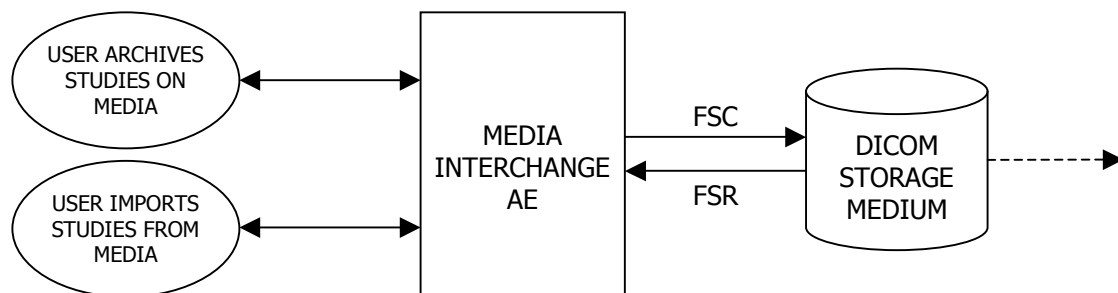 USER ARCHIVES
STUDIES ON
MEDIA
USER IMPORTS
STUDIES FROM
MEDIA
MEDIA
INTERCHANGE
AE
FSC
FSR
DICOM
STORAGE
MEDIUM